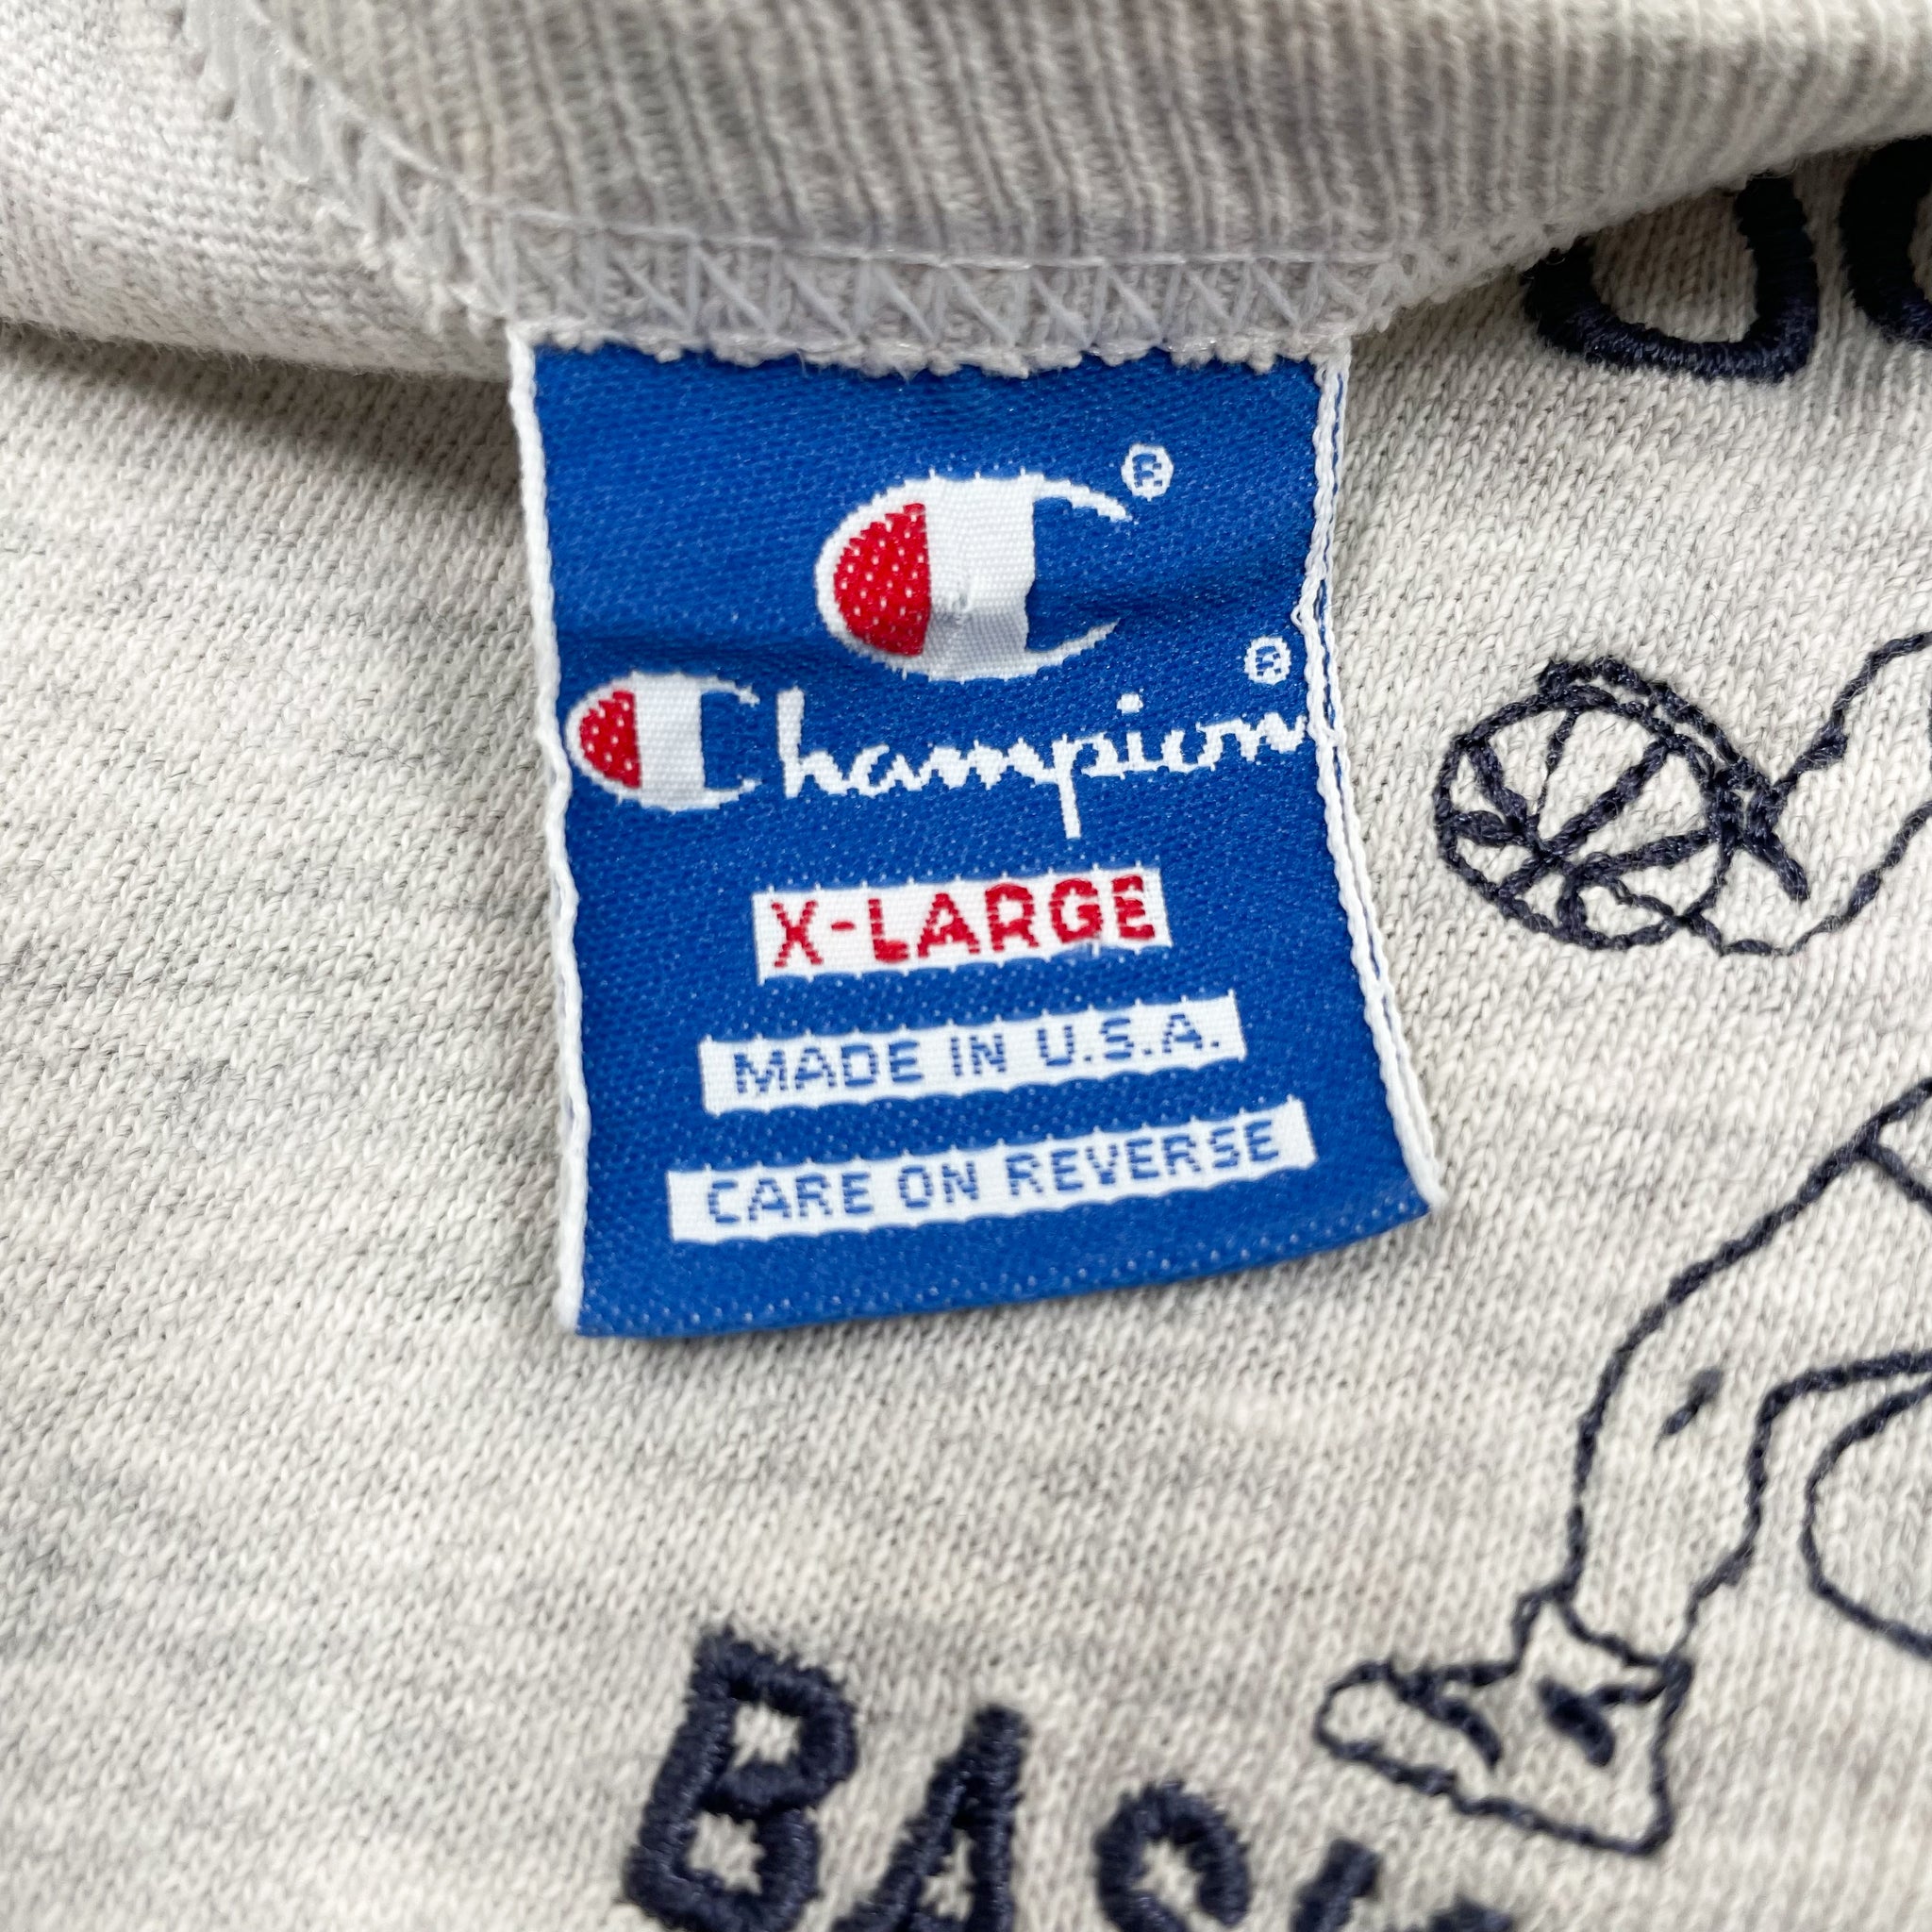 ®
Champion®
X-LARGE
MADE IN U.S.A.
CARE ON REVERSE